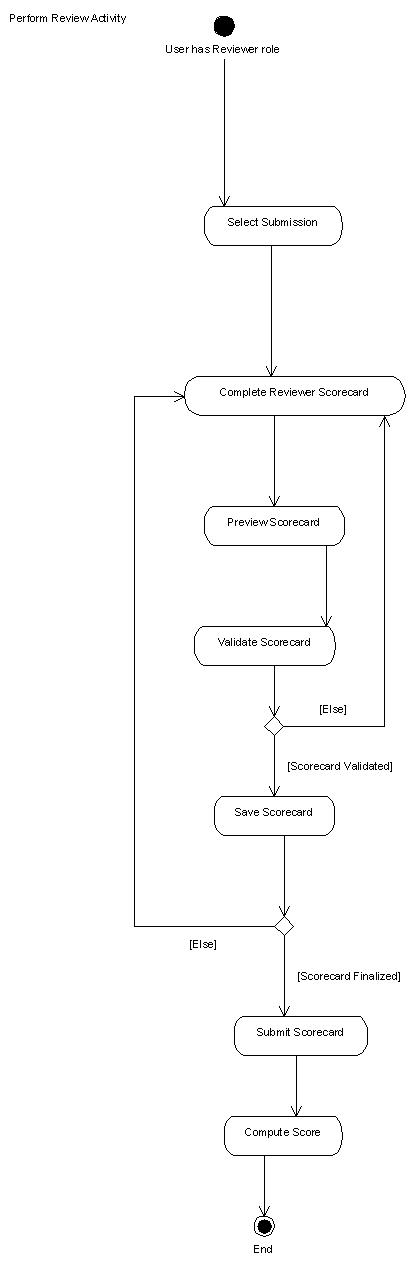 Perform Review Activity
User has Reviewer role
Select Submission
Complete Reviewer Scorecard
Preview Scorecard
Validate Scorecard
[Else]
[Scorecard Validated]
Save Scorecard
[Else]
[Scorecard Finalized]
Submit Scorecard
Compute Score
End